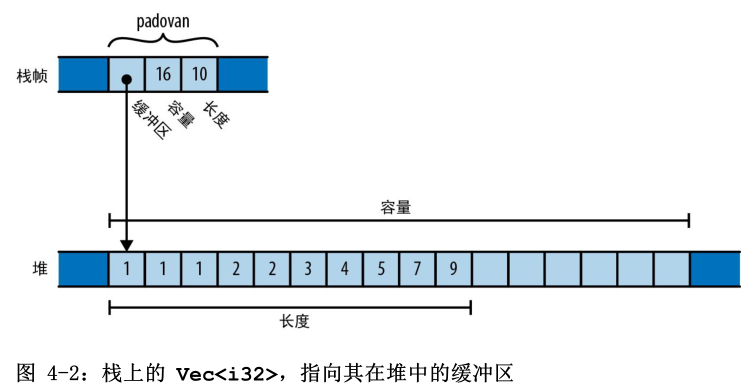 padovan
栈帧
16
10
缓冲区
容量
长度
容量
堆
1 1 1 2 2 3 4 5 7 9
长度
图 4-2：栈上的 Vec<i32>，指向其在堆中的缓冲区